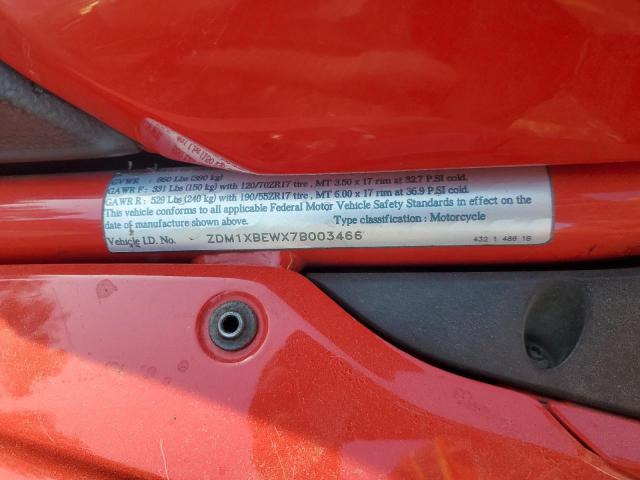 GVWR : 860 Lbs (390 kg)
GAWR F : 331 Lbs (150 kg) with 120/70ZR17 tire , MT 3.50 x 17 rim at 32.7 P.SI cold.
GAWR R : 529 Lbs (240 kg) with 190/55ZR17 tire , MT 6.00 x 17 rim at 36.9 P.SI cold.
This vehicle conforms to all applicable Federal Motor Vehicle Safety Standards in effect on the
date of manufacture shown above. Type classification : Motorcycle
Vehicle I.D. No. ZDM1XBEWX7B003466
432 1 486 1B